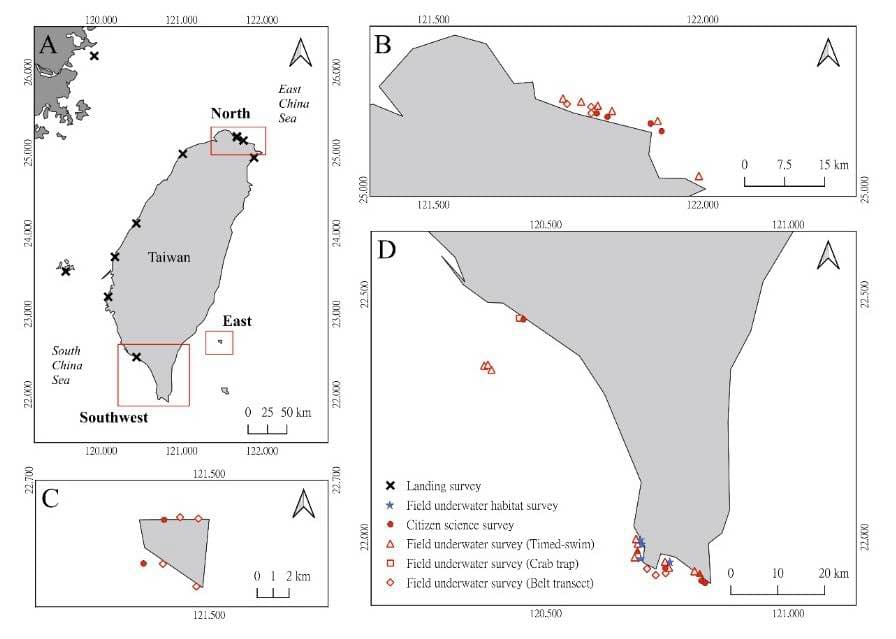 120.000 121.000 122.000
A
26.000
26.000
East
China
Sea
North
25.000
25.000
24.000
24.000
Taiwan
23.000
23.000
East
South
China
Sea
22.000
22.000
Southwest
0 25 50 km
120.000 121.000 122.000
121.500 122.000
B
0 7.5 15 km
25.000
25.000
121.500 122.000
121.500
22.700
22.700
C
0 1 2 km
121.500
120.500 121.000
D
22.500
22.500
Landing survey
Field underwater habitat survey
Citizen science survey
Field underwater survey (Timed-swim)
Field underwater survey (Crab trap)
Field underwater survey (Belt transect)
22.000
22.000
0 10 20 km
120.500 121.000